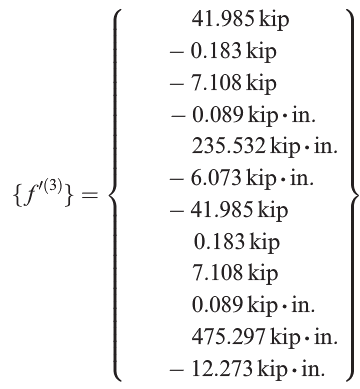 41.985 kip
− 0.183 kip
− 7.108 kip
− 0.089 kip · in.
235.532 kip · in.
{f′⁽³⁾} = − 6.073 kip · in.
− 41.985 kip
0.183 kip
7.108 kip
0.089 kip · in.
475.297 kip · in.
− 12.273 kip · in.